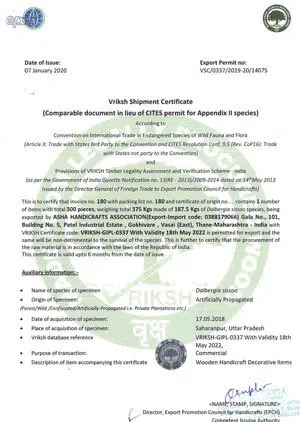 epch
Date of Issue:
07 January 2020
Export Permit no:
VSC/0337/2019-20/14075
Vriksh Shipment Certificate
(Comparable document in lieu of CITES permit for Appendix II species)
According to
Convention on International Trade in Endangered Species of Wild Fauna and Flora
(Article X: Trade with States Not Party to the Convention and CITES Resolution Conf. 9.5 (Rev. CoP16): Trade
with States not party to the Convention)
and
Provisions of VRIKSH Timber Legality Assessment and Verification Scheme - India
(as per the Government of India Gazette Notification no. 13/RE - 2013)/2009-2014 dated on 14th May 2013
issued by the Director General of Foreign Trade to Export Promotion Council for Handicrafts)
This is to certify that invoice no. 180 with packing list no. 180 and certificate of origin no. .. contains 1 number
of items with total 300 pieces, weighing total 375 Kgs made of 187.5 Kgs of Dalbergia sissoo species, being
exported by ASHA HANDICRAFTS ASSOCIATION(Export-Import code: 0388179066) Gala No., 101,
Building No. 5, Patel Industrial Estate , Gokhivare , Vasai (East), Thane-Maharashtra - India with
VRIKSH Certificate code: VRIKSH-GIPL-0337 With Validity 18th May 2022 is permitted for export and the
same will be non-detrimental to the survival of the species. This is further to certify that the procurement of
the raw material is in accordance with the laws of the Republic of India.
This certificate is valid upto 6 months from the date of issue.
Auxiliary information: -
Name of species of specimen Dalbergia sissoo
Origin of Specimen: Artificially Propagated
(Forest/Wild /Confiscated/Artificially-Propagated i.e. Private Plantations etc.)
Date of acquisition of specimen: 17.05.2018
Place of acquisition of specimen: Saharanpur, Uttar Pradesh
Vriksh database reference VRIKSH-GIPL-0337 With Validity 18th
May 2022,
Purpose of transaction: Commercial
Description of item accompanying this certificate Wooden Handicraft Decorative Items
वृक्ष
<NAME, STAMP, SIGNATURE>
Director, Export Promotion Council for Handicrafts (EPCH)
Competent Issuing Authority